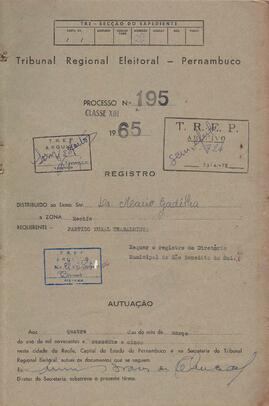 TRE - SECÇÃO DO EXPEDIENTE
Tribunal Regional Eleitoral - Pernambuco
PROCESSO N.º 195
CLASSE XIII
1965
T. R. E. P.
ARQUIVO
REGISTRO
DISTRIBUIDO ao Exmo. Snr. Dr. Mario Gadelha
a ZONA Recife
REQUERENTE - PARTIDO RURAL TRABALHISTA
Requer o registro do Diretório
Municipal de São Benedito do Sul.
AUTUAÇÃO
Aos quatro dias do mês de março
do ano de mil novecentos e sessenta e cinco
nesta cidade do Recife, Capital do Estado de Pernambuco e na Secretaria do Tribunal
Regional Eleitoral, autuo os documentos que se seguem
Diretor da Secretaria, subscrevo o presente têrmo.